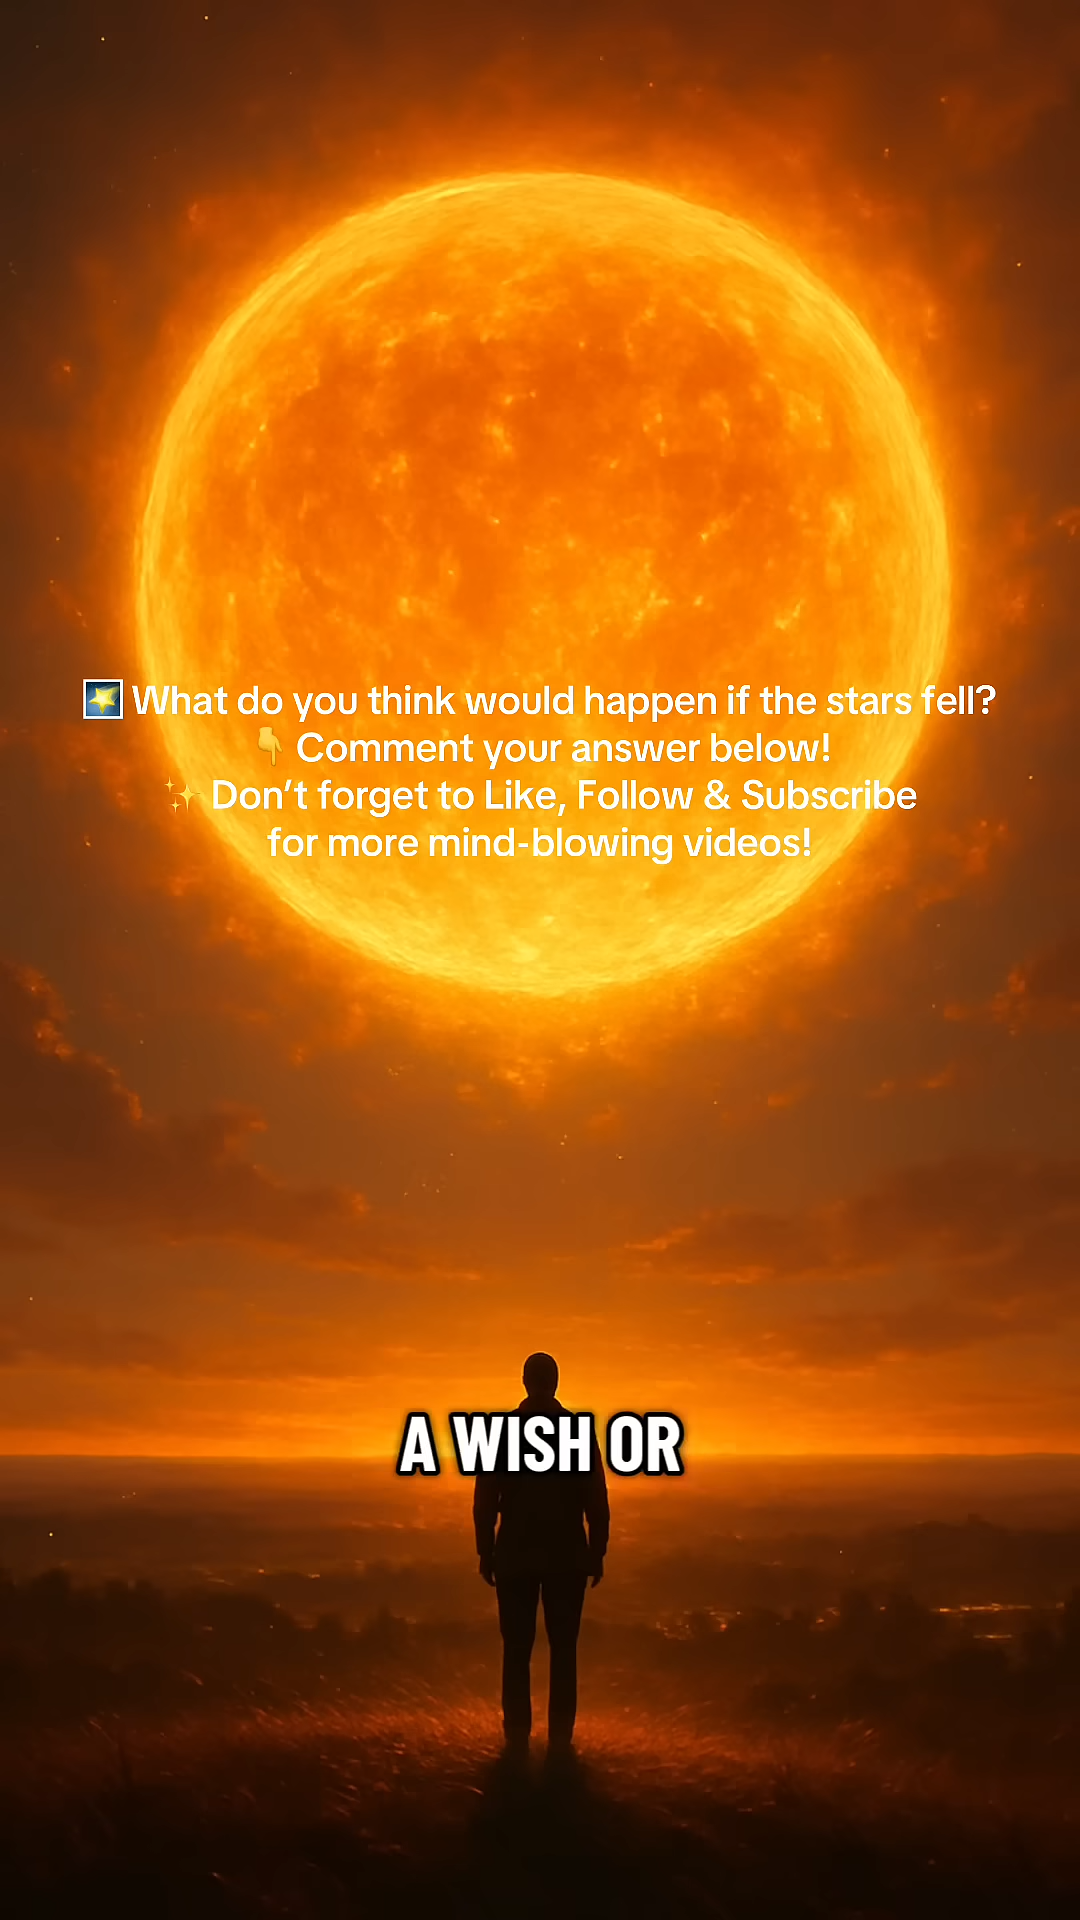 🌠 What do you think would happen if the stars fell?
👇 Comment your answer below!
✨ Don’t forget to Like, Follow & Subscribe
for more mind-blowing videos!
A WISH OR